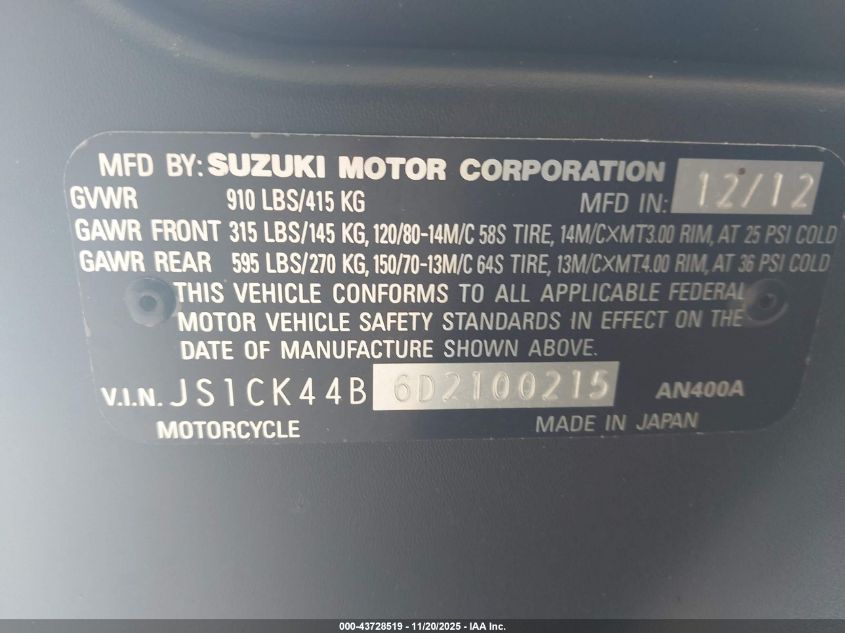 MFD BY: SUZUKI MOTOR CORPORATION
GVWR 910 LBS/415 KG MFD IN: 12/12
GAWR FRONT 315 LBS/145 KG, 120/80-14M/C 58S TIRE, 14M/C×MT3.00 RIM, AT 25 PSI COLD
GAWR REAR 595 LBS/270 KG, 150/70-13M/C 64S TIRE, 13M/C×MT4.00 RIM, AT 36 PSI COLD
THIS VEHICLE CONFORMS TO ALL APPLICABLE FEDERAL
MOTOR VEHICLE SAFETY STANDARDS IN EFFECT ON THE
DATE OF MANUFACTURE SHOWN ABOVE.
V.I.N. JS1CK44B 6D2100215 AN400A
MOTORCYCLE MADE IN JAPAN
000-43728519 - 11/20/2025 - IAA Inc.